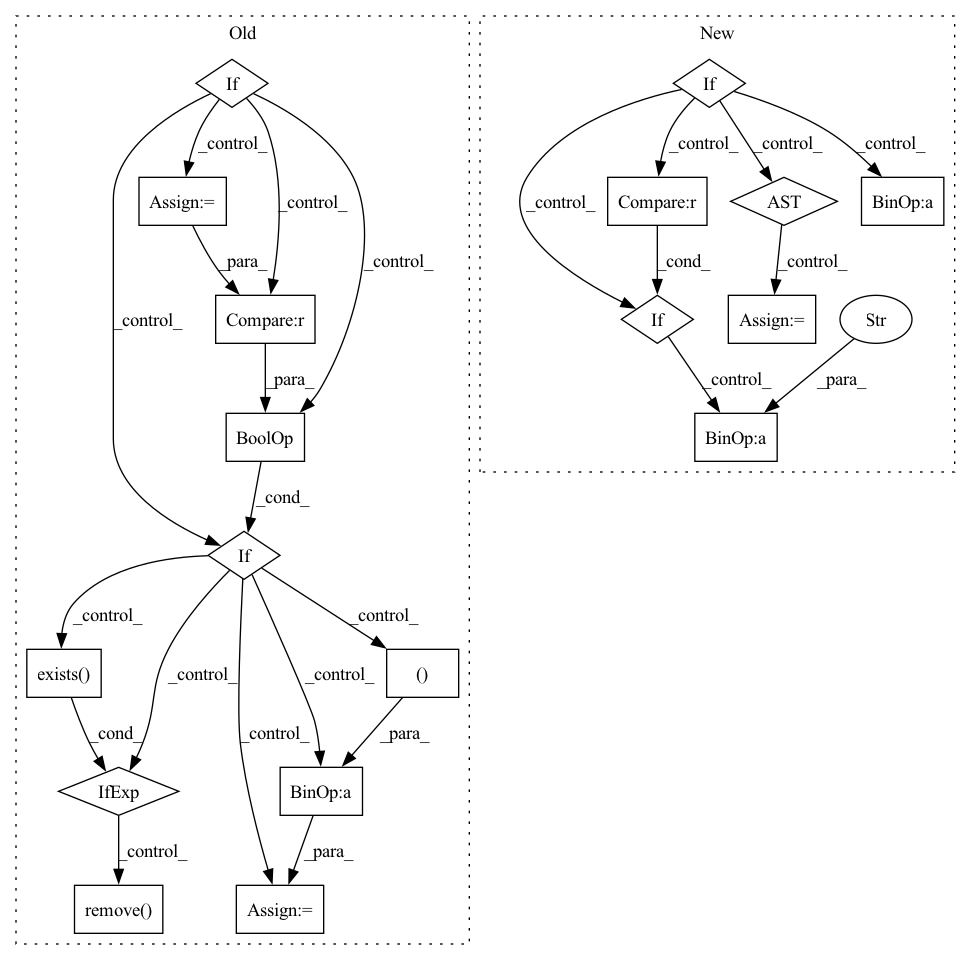 Old
New
If
If
_control_
_control_
_control_
_control_
_control_
_control_
_control_
_control_
Assign:=
Compare:r
AST
BinOp:a
_para_
_cond_
_control_
Compare:r
If
Assign:=
Str
_para_
_control_
_para_
BoolOp
BinOp:a
_cond_
If
_control_
_control_
_control_
_control_
_control_
exists()
()
_cond_
_para_
IfExp
BinOp:a
_control_
_para_
remove()
Assign:=